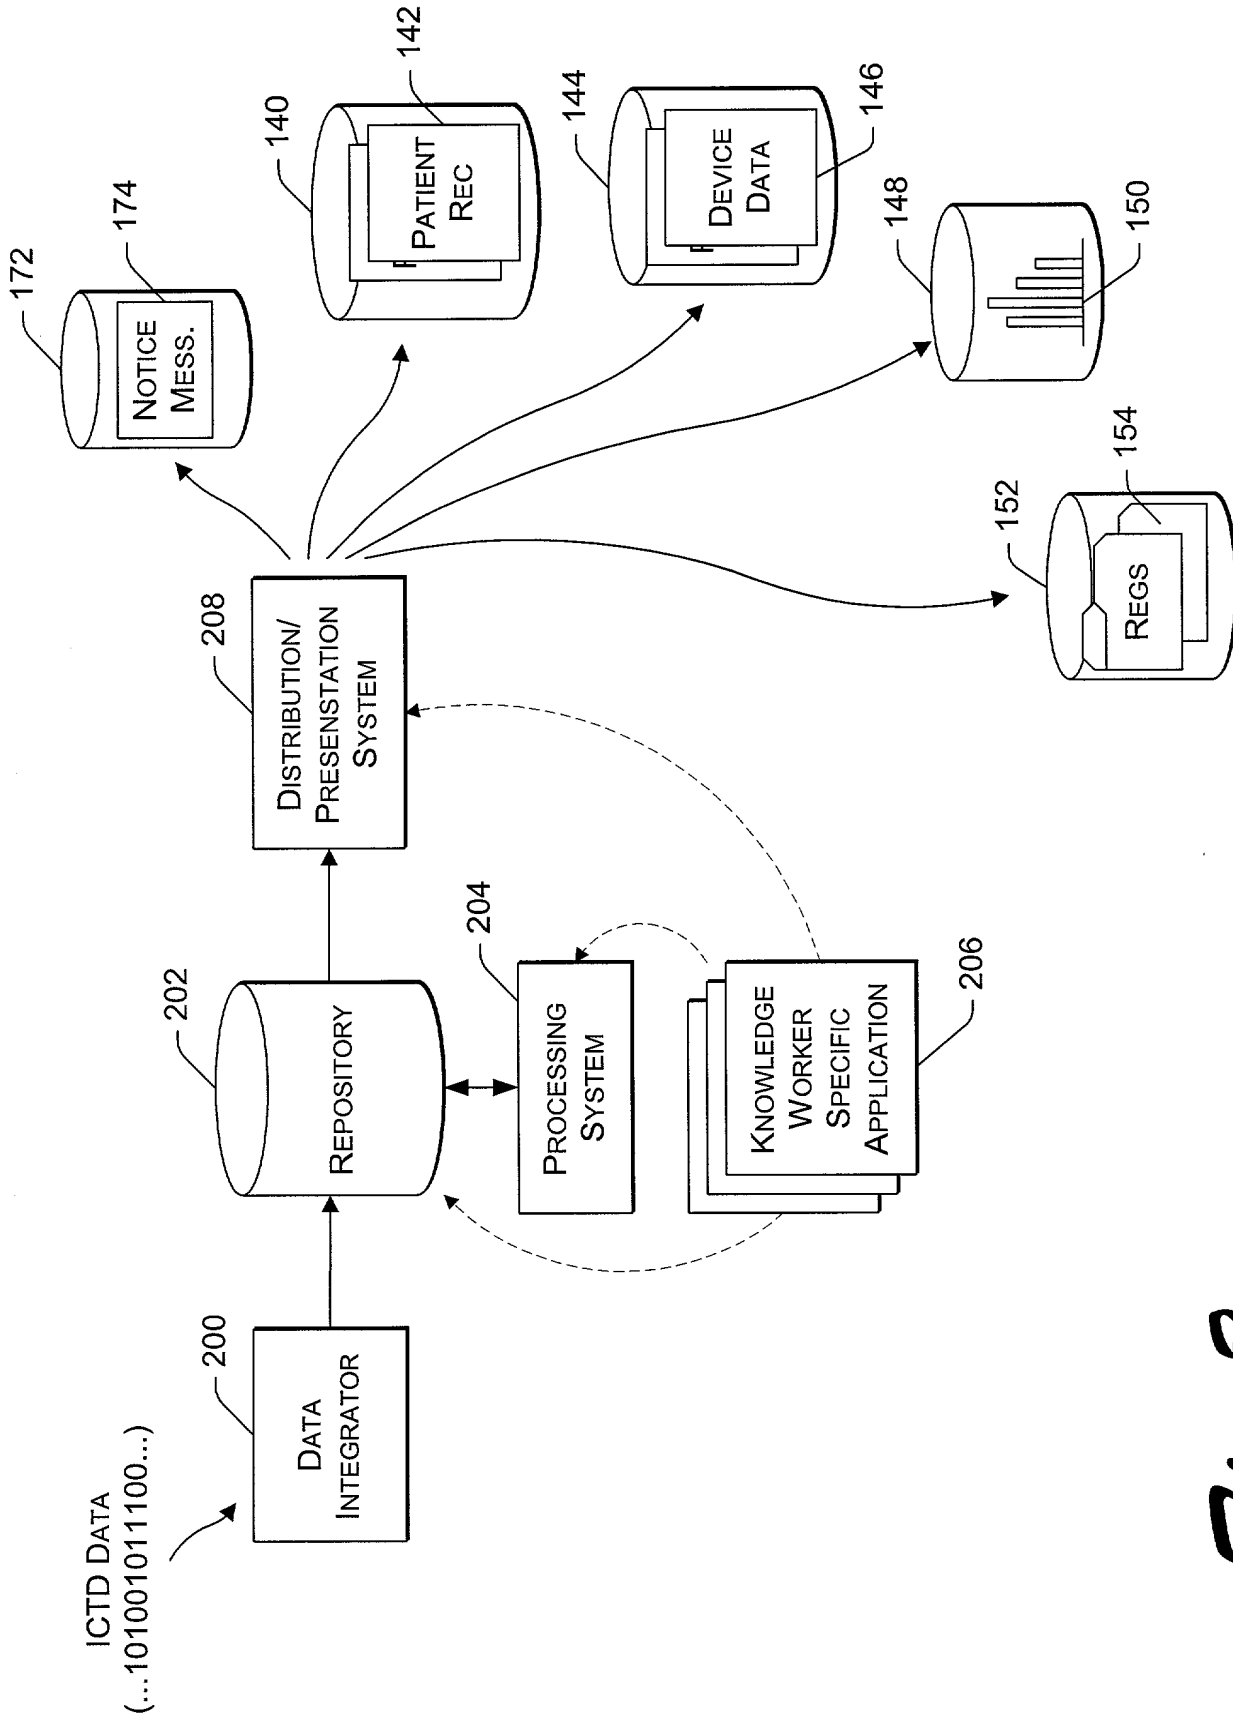 ICTD DATA
(...10100101011100...)
200
DATA
INTEGRATOR
202
REPOSITORY
204
PROCESSING
SYSTEM
206
KNOWLEDGE
WORKER
SPECIFIC
APPLICATION
208
DISTRIBUTION/
PRESENSTATION
SYSTEM
172
174
NOTICE
MESS.
140
142
PATIENT
REC
144
146
DEVICE
DATA
148
150
152
154
REGS